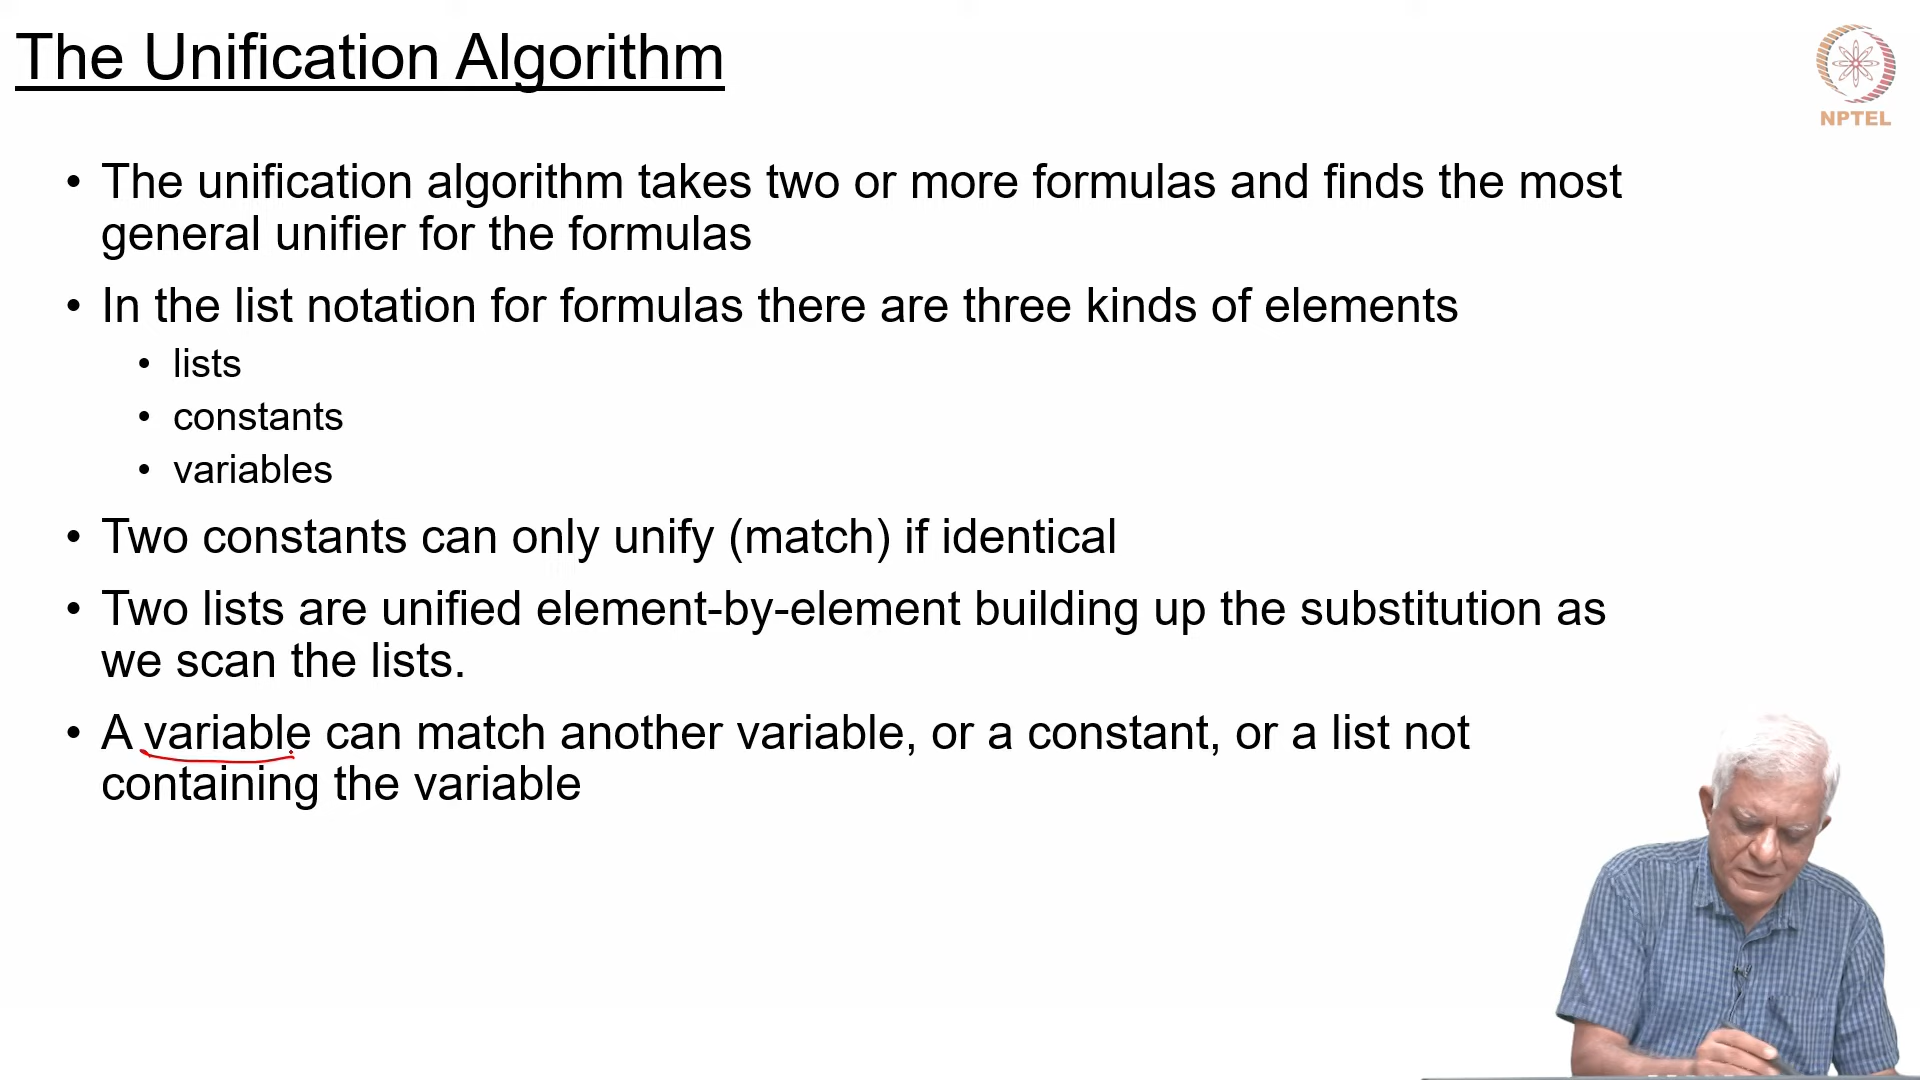 The Unification Algorithm
NPTEL
• The unification algorithm takes two or more formulas and finds the most
general unifier for the formulas
• In the list notation for formulas there are three kinds of elements
• lists
• constants
• variables
• Two constants can only unify (match) if identical
• Two lists are unified element-by-element building up the substitution as
we scan the lists.
• A variable can match another variable, or a constant, or a list not
containing the variable